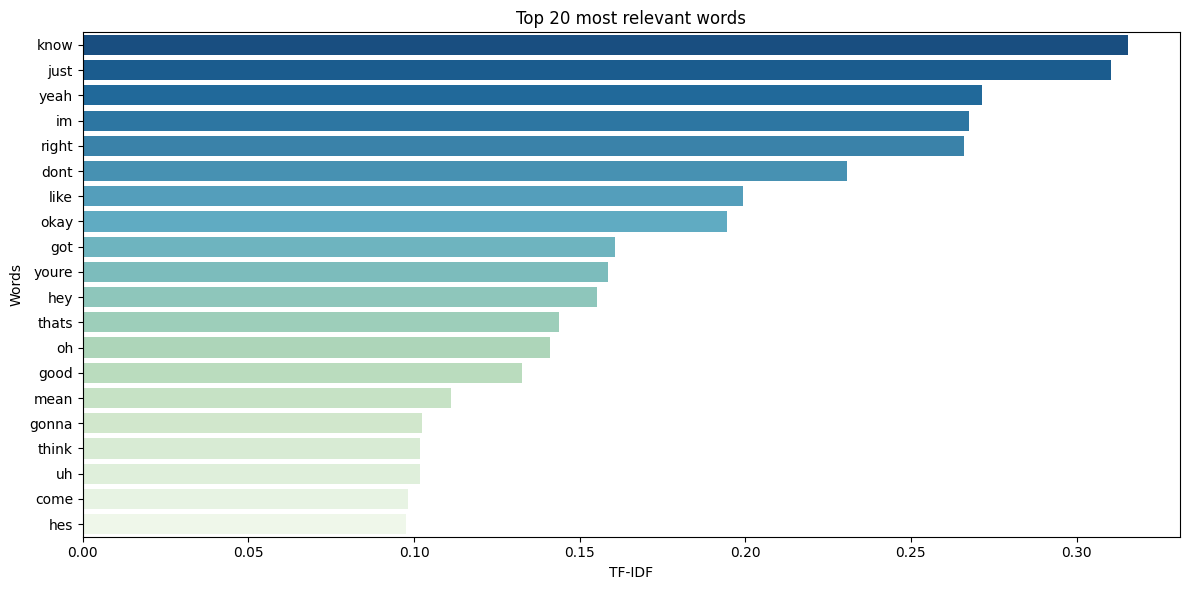 Top 20 most relevant words
Words
know
just
yeah
im
right
dont
like
okay
got
youre
hey
thats
oh
good
mean
gonna
think
uh
come
hes
0.00 0.05 0.10 0.15 0.20 0.25 0.30
TF-IDF